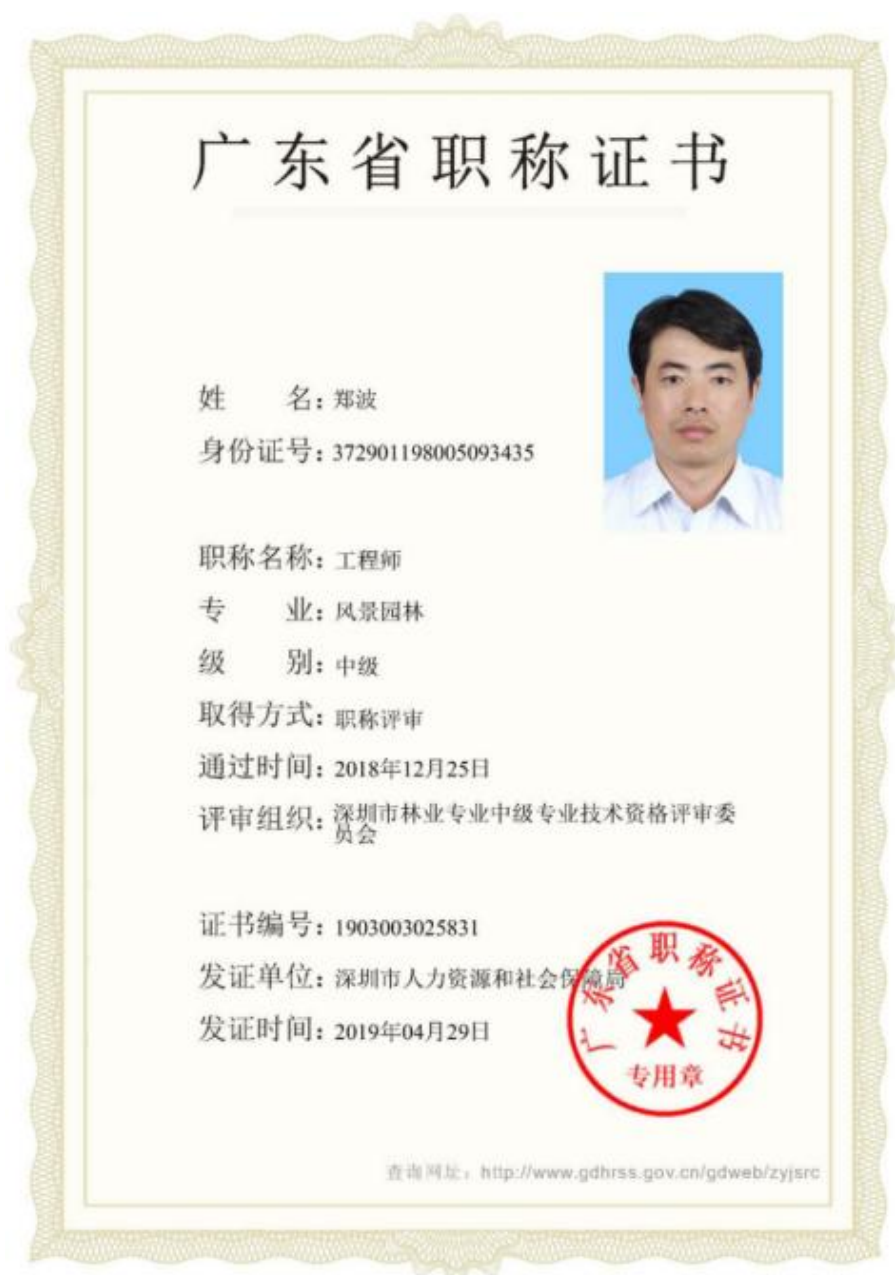 广东省职称证书
姓 名：郑波
身份证号：372901198005093435
职称名称：工程师
专 业：风景园林
级 别：中级
取得方式：职称评审
通过时间：2018年12月25日
评审组织：深圳市林业专业中级专业技术资格评审委
员会
证书编号：1903003025831
发证单位：深圳市人力资源和社会保障局
发证时间：2019年04月29日
广东省职称证书
专用章
查询网址：http://www.gdhrss.gov.cn/gdweb/zyjsrc